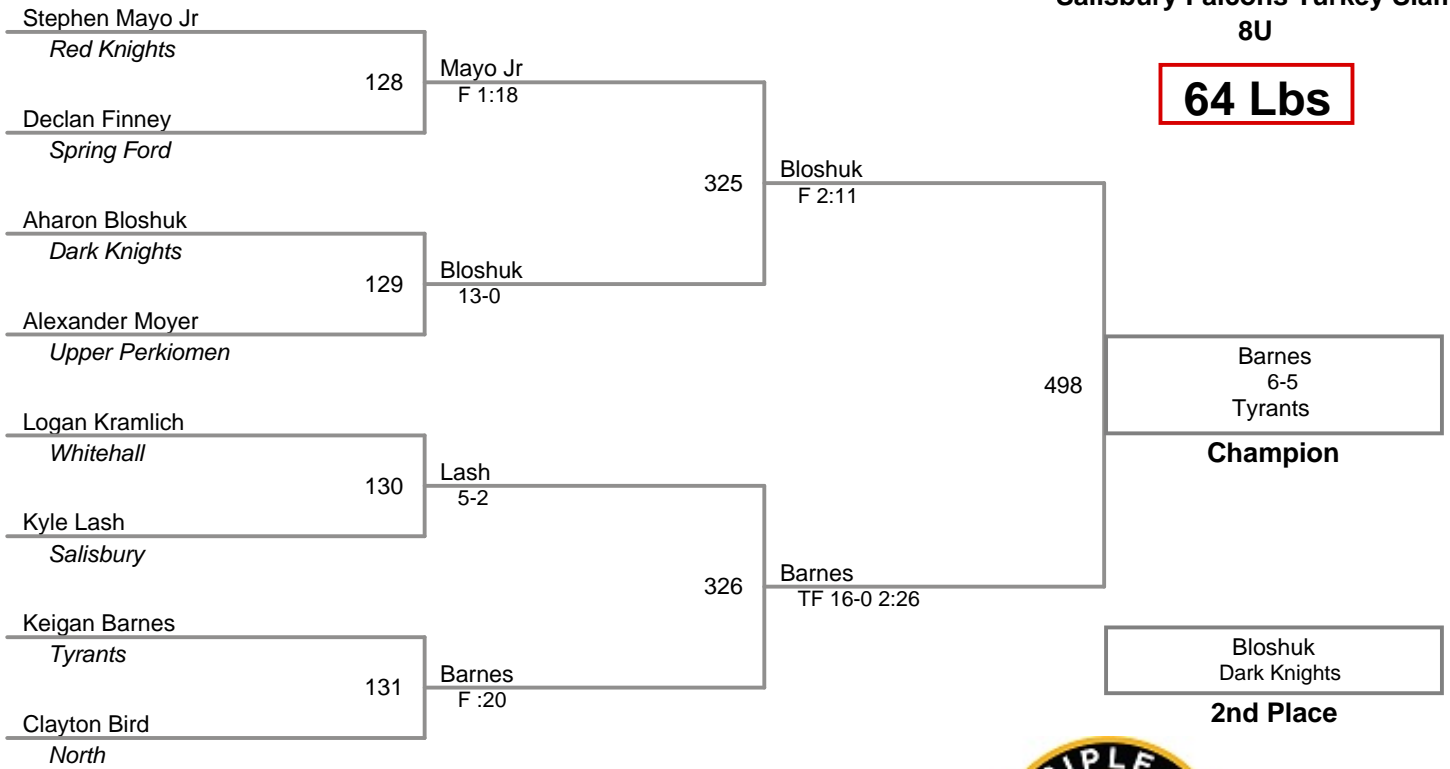 Salisbury Falcons Turkey Slam
8U
64 Lbs
Stephen Mayo Jr
Red Knights
128
Mayo Jr
F 1:18
Declan Finney
Spring Ford
325
Bloshuk
F 2:11
Aharon Bloshuk
Dark Knights
129
Bloshuk
13-0
Alexander Moyer
Upper Perkiomen
498
Barnes
6-5
Tyrants
Champion
Logan Kramlich
Whitehall
130
Lash
5-2
Kyle Lash
Salisbury
326
Barnes
TF 16-0 2:26
Keigan Barnes
Tyrants
131
Barnes
F :20
Clayton Bird
North
Bloshuk
Dark Knights
2nd Place